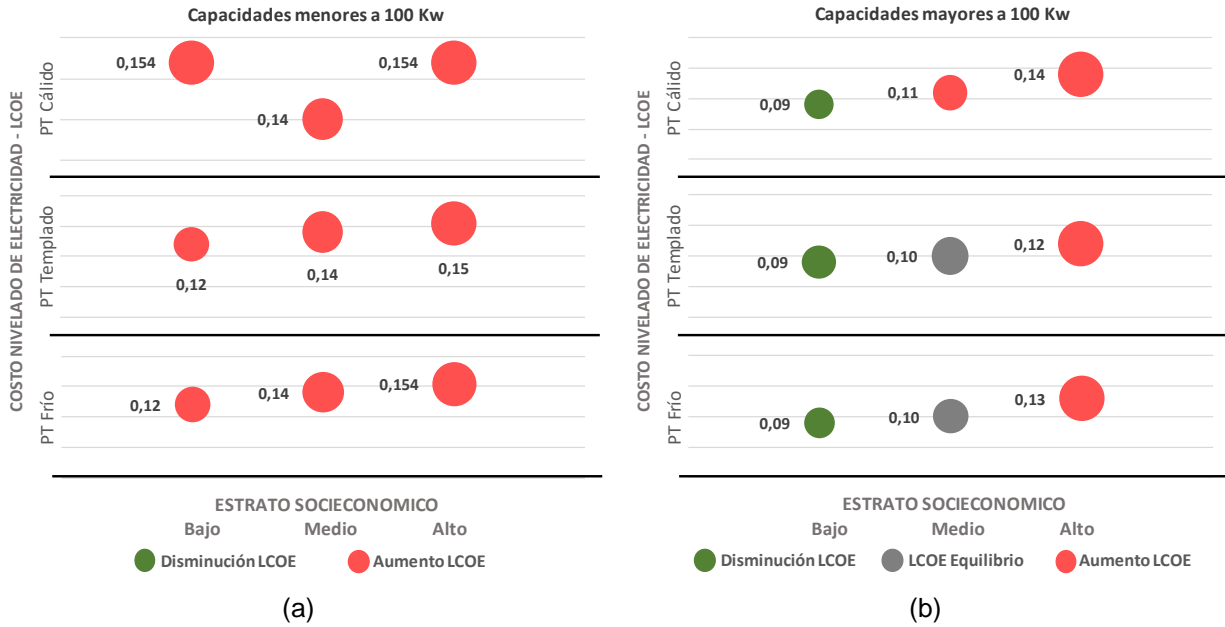 Capacidades menores a 100 Kw
COSTO NIVELADO DE ELECTRICIDAD - LCOE
PT Cálido
0,154
0,14
0,154
PT Templado
0,12
0,14
0,15
PT Frío
0,12
0,14
0,154
ESTRATO SOCIECONOMICO
Bajo Medio Alto
Disminución LCOE Aumento LCOE
(a)
Capacidades mayores a 100 Kw
COSTO NIVELADO DE ELECTRICIDAD - LCOE
PT Cálido
0,09
0,11
0,14
PT Templado
0,09
0,10
0,12
PT Frío
0,09
0,10
0,13
ESTRATO SOCIECONOMICO
Bajo Medio Alto
Disminución LCOE LCOE Equilibrio Aumento LCOE
(b)